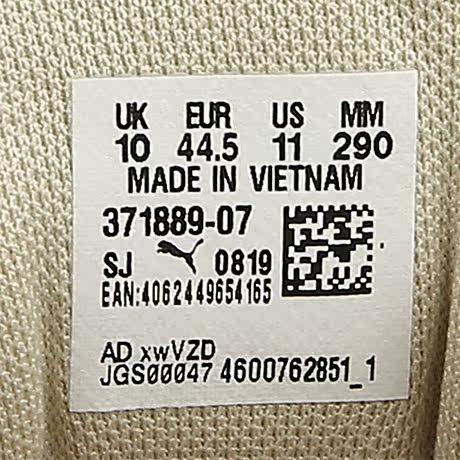 UK EUR US MM
10 44.5 11 290
MADE IN VIETNAM
371889-07
SJ 0819
EAN:4062449654165
AD xwVZD
JGS00047 4600762851_1